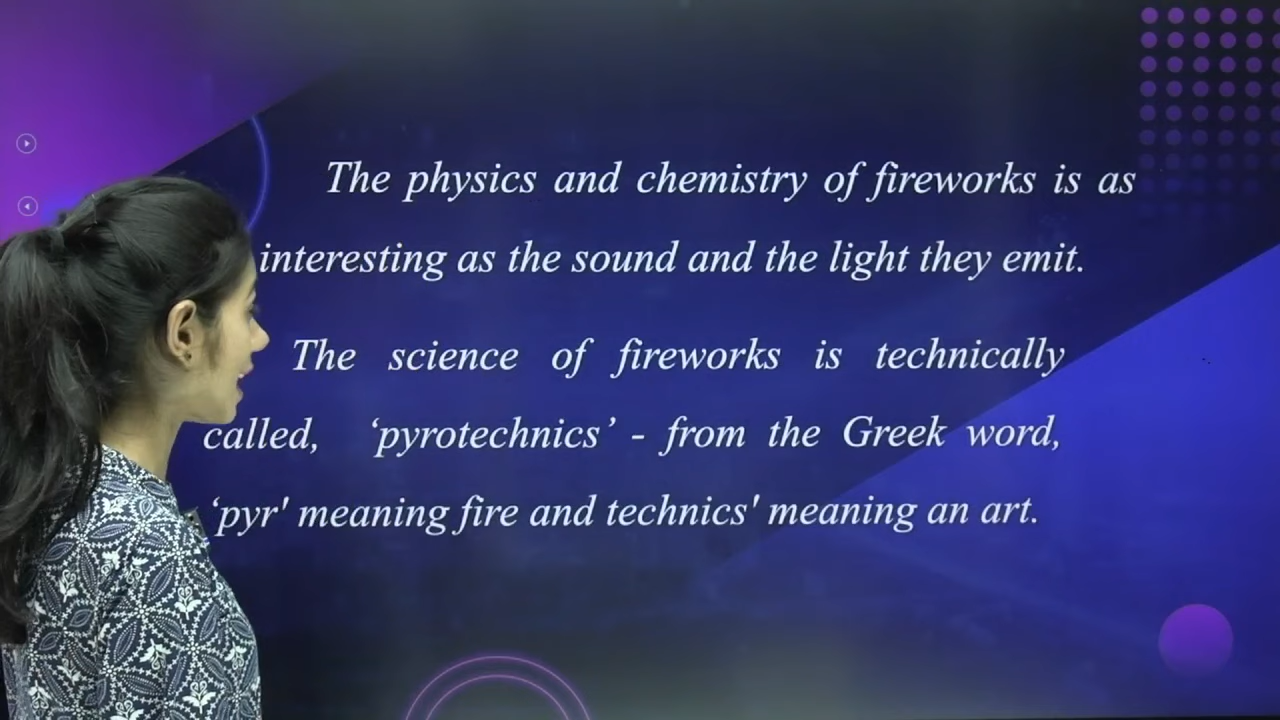 The physics and chemistry of fireworks is as
interesting as the sound and the light they emit.
The science of fireworks is technically
called, ‘pyrotechnics’ - from the Greek word,
‘pyr' meaning fire and technics' meaning an art.